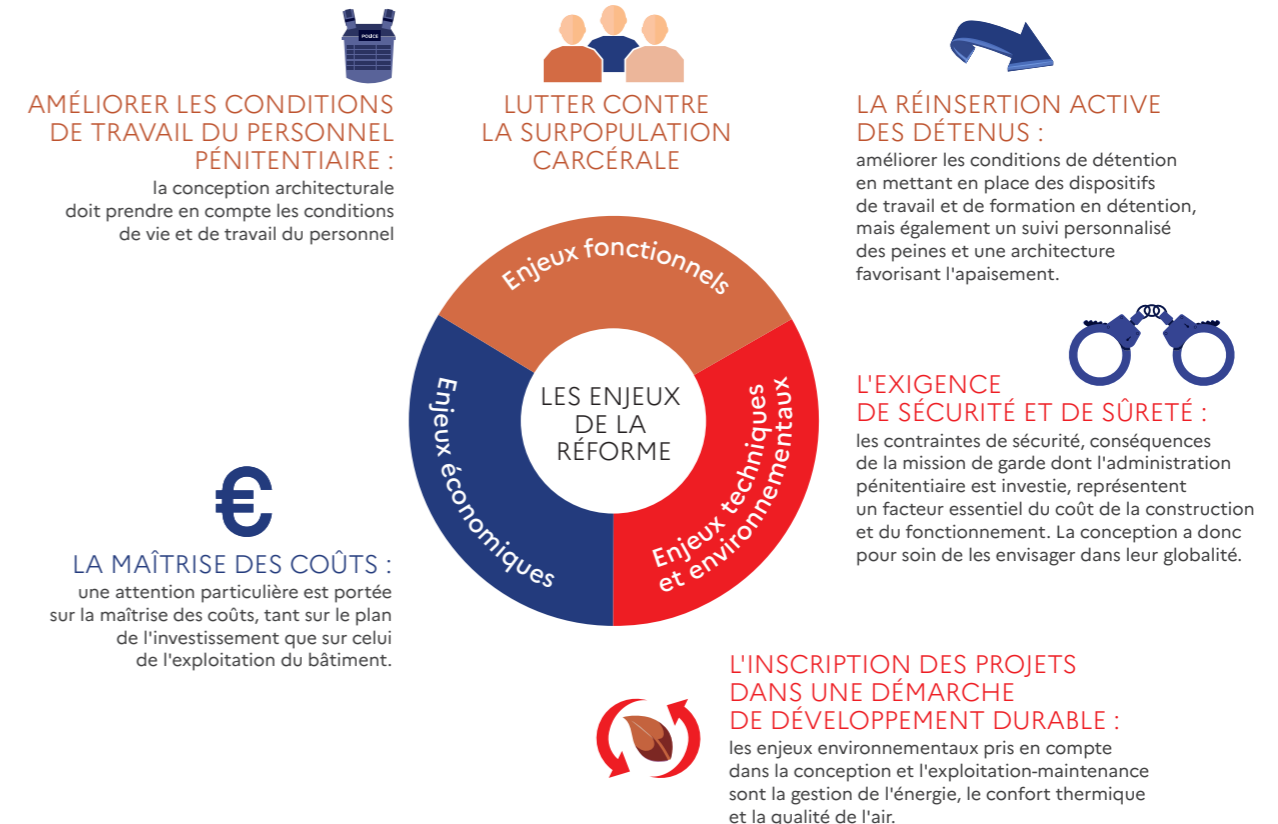 POLICE
AMÉLIORER LES CONDITIONS
DE TRAVAIL DU PERSONNEL
PÉNITENTIAIRE :
la conception architecturale
doit prendre en compte les conditions
de vie et de travail du personnel
LUTTER CONTRE
LA SURPOPULATION
CARCÉRALE
LA RÉINSERTION ACTIVE
DES DÉTENUS :
améliorer les conditions de détention
en mettant en place des dispositifs
de travail et de formation en détention,
mais également un suivi personnalisé
des peines et une architecture
favorisant l'apaisement.
Enjeux fonctionnels
Enjeux économiques
LES ENJEUX
DE LA
RÉFORME
Enjeux techniques
et environnementaux
L'EXIGENCE
DE SÉCURITÉ ET DE SÛRETÉ :
les contraintes de sécurité, conséquences
de la mission de garde dont l'administration
pénitentiaire est investie, représentent
un facteur essentiel du coût de la construction
et du fonctionnement. La conception a donc
pour soin de les envisager dans leur globalité.
€
LA MAÎTRISE DES COÛTS :
une attention particulière est portée
sur la maîtrise des coûts, tant sur le plan
de l'investissement que sur celui
de l'exploitation du bâtiment.
L'INSCRIPTION DES PROJETS
DANS UNE DÉMARCHE
DE DÉVELOPPEMENT DURABLE :
les enjeux environnementaux pris en compte
dans la conception et l'exploitation-maintenance
sont la gestion de l'énergie, le confort thermique
et la qualité de l'air.